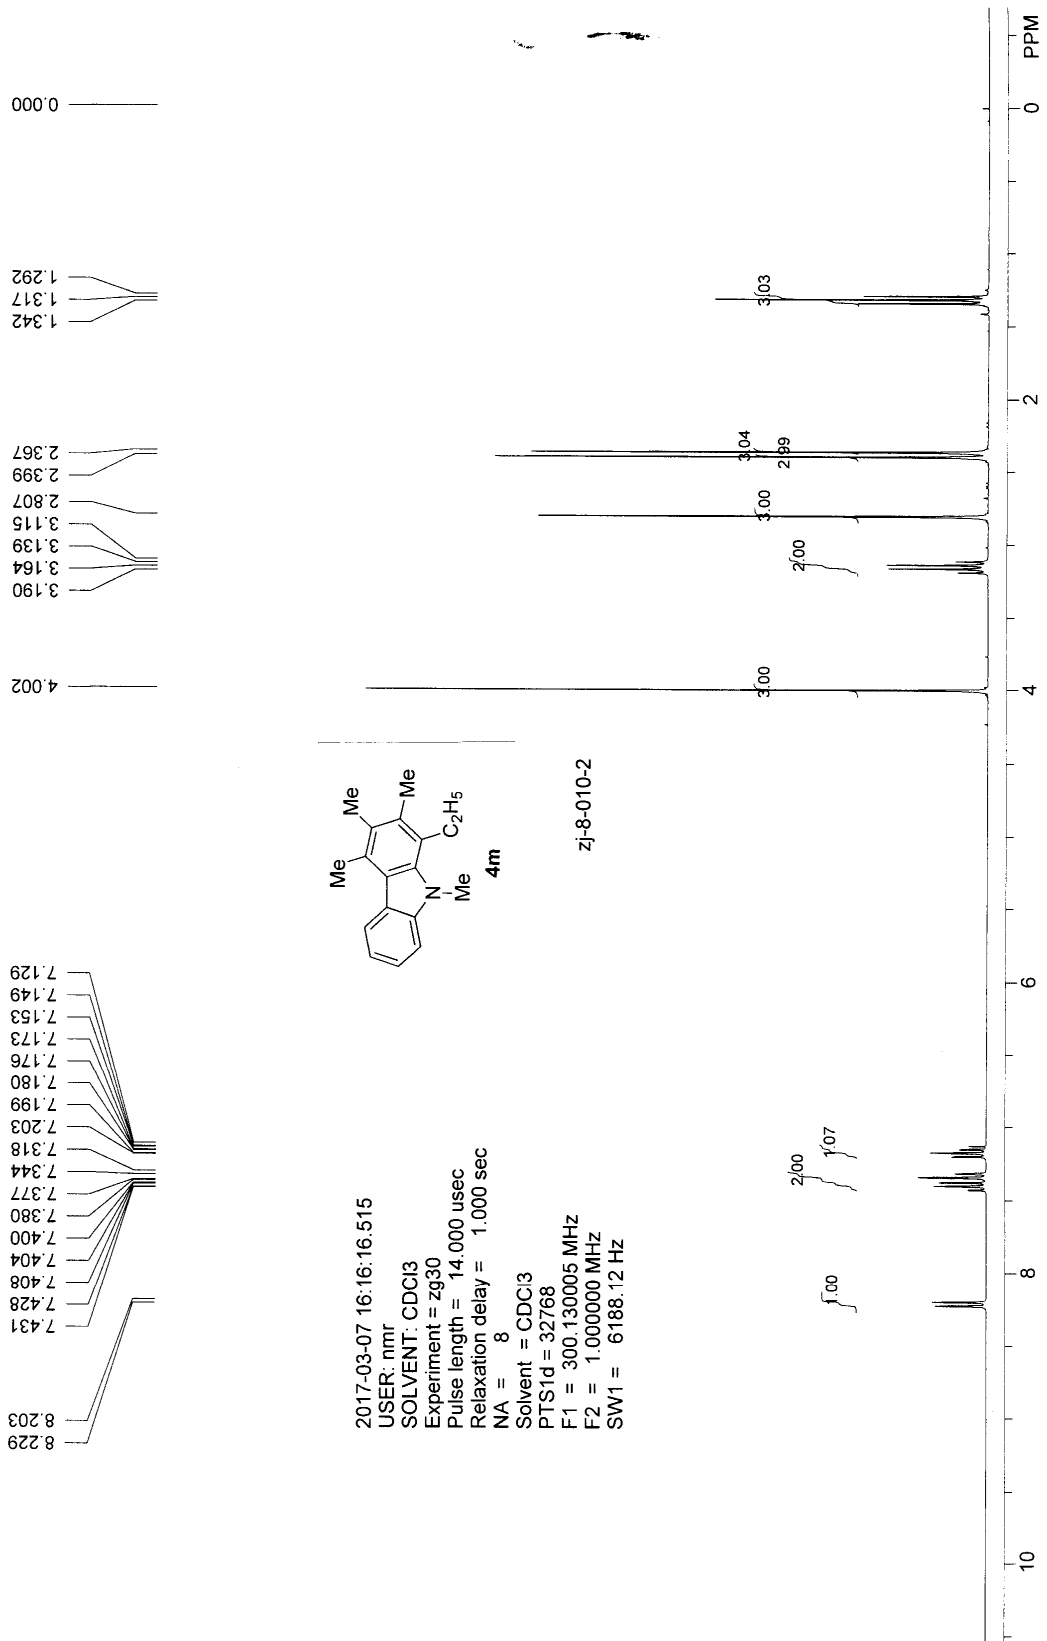 8.229
8.203
7.431
7.428
7.408
7.404
7.400
7.380
7.377
7.344
7.318
7.203
7.199
7.180
7.176
7.173
7.153
7.149
7.129
4.002
3.190
3.164
3.139
3.115
2.807
2.399
2.367
1.342
1.317
1.292
0.000
2017-03-07 16:16:16.515
USER: nmr
SOLVENT: CDCl3
Experiment = zg30
Pulse length = 14.000 usec
Relaxation delay = 1.000 sec
NA = 8
Solvent = CDCl3
PTS1d = 32768
F1 = 300.130005 MHz
F2 = 1.000000 MHz
SW1 = 6188.12 Hz
Me
Me
Me
C2H5
N
Me
4m
zj-8-010-2
1.00
2.00
1.07
3.00
2.00
3.00
2.99
3.04
3.03
10 8 6 4 2 0 PPM